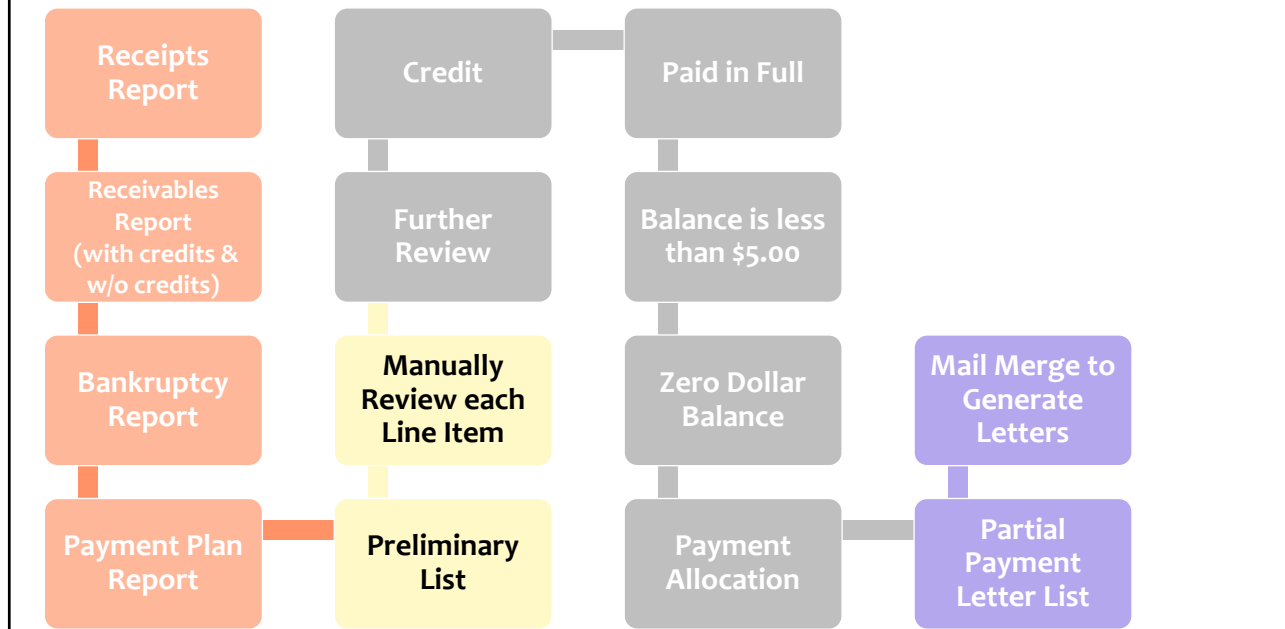 Receipts
Report
Receivables
Report
(with credits &
w/o credits)
Bankruptcy
Report
Payment Plan
Report
Preliminary
List
Manually
Review each
Line Item
Further
Review
Credit
Paid in Full
Balance is less
than $5.00
Zero Dollar
Balance
Payment
Allocation
Partial
Payment
Letter List
Mail Merge to
Generate
Letters